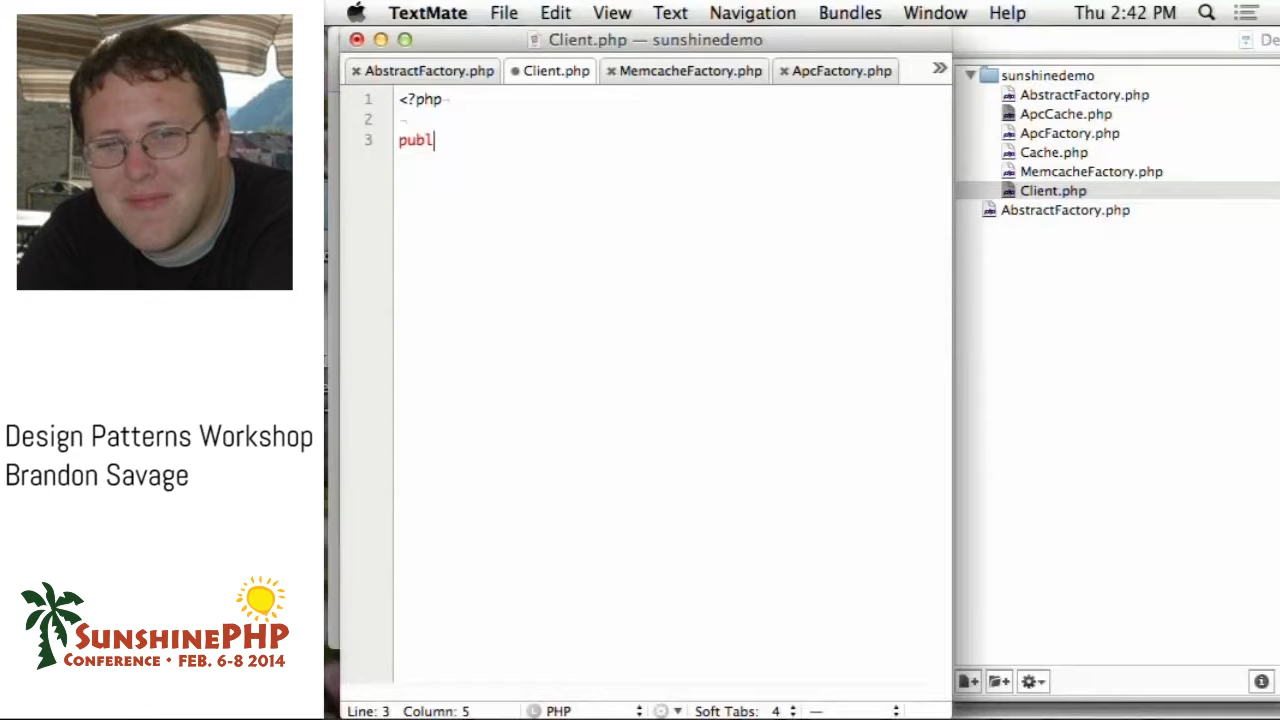 TextMate File Edit View Text Navigation Bundles Window Help Thu 2:42 PM
Client.php — sunshinedemo
De
AbstractFactory.php Client.php MemcacheFactory.php ApcFactory.php »
1 <?php¬
2 ¬
3 publ
sunshinedemo
AbstractFactory.php
ApcCache.php
ApcFactory.php
Cache.php
MemcacheFactory.php
Client.php
AbstractFactory.php
Design Patterns Workshop
Brandon Savage
SunshinePHP
Conference • Feb. 6-8 2014
Line: 3 Column: 5 L PHP Soft Tabs: 4 —